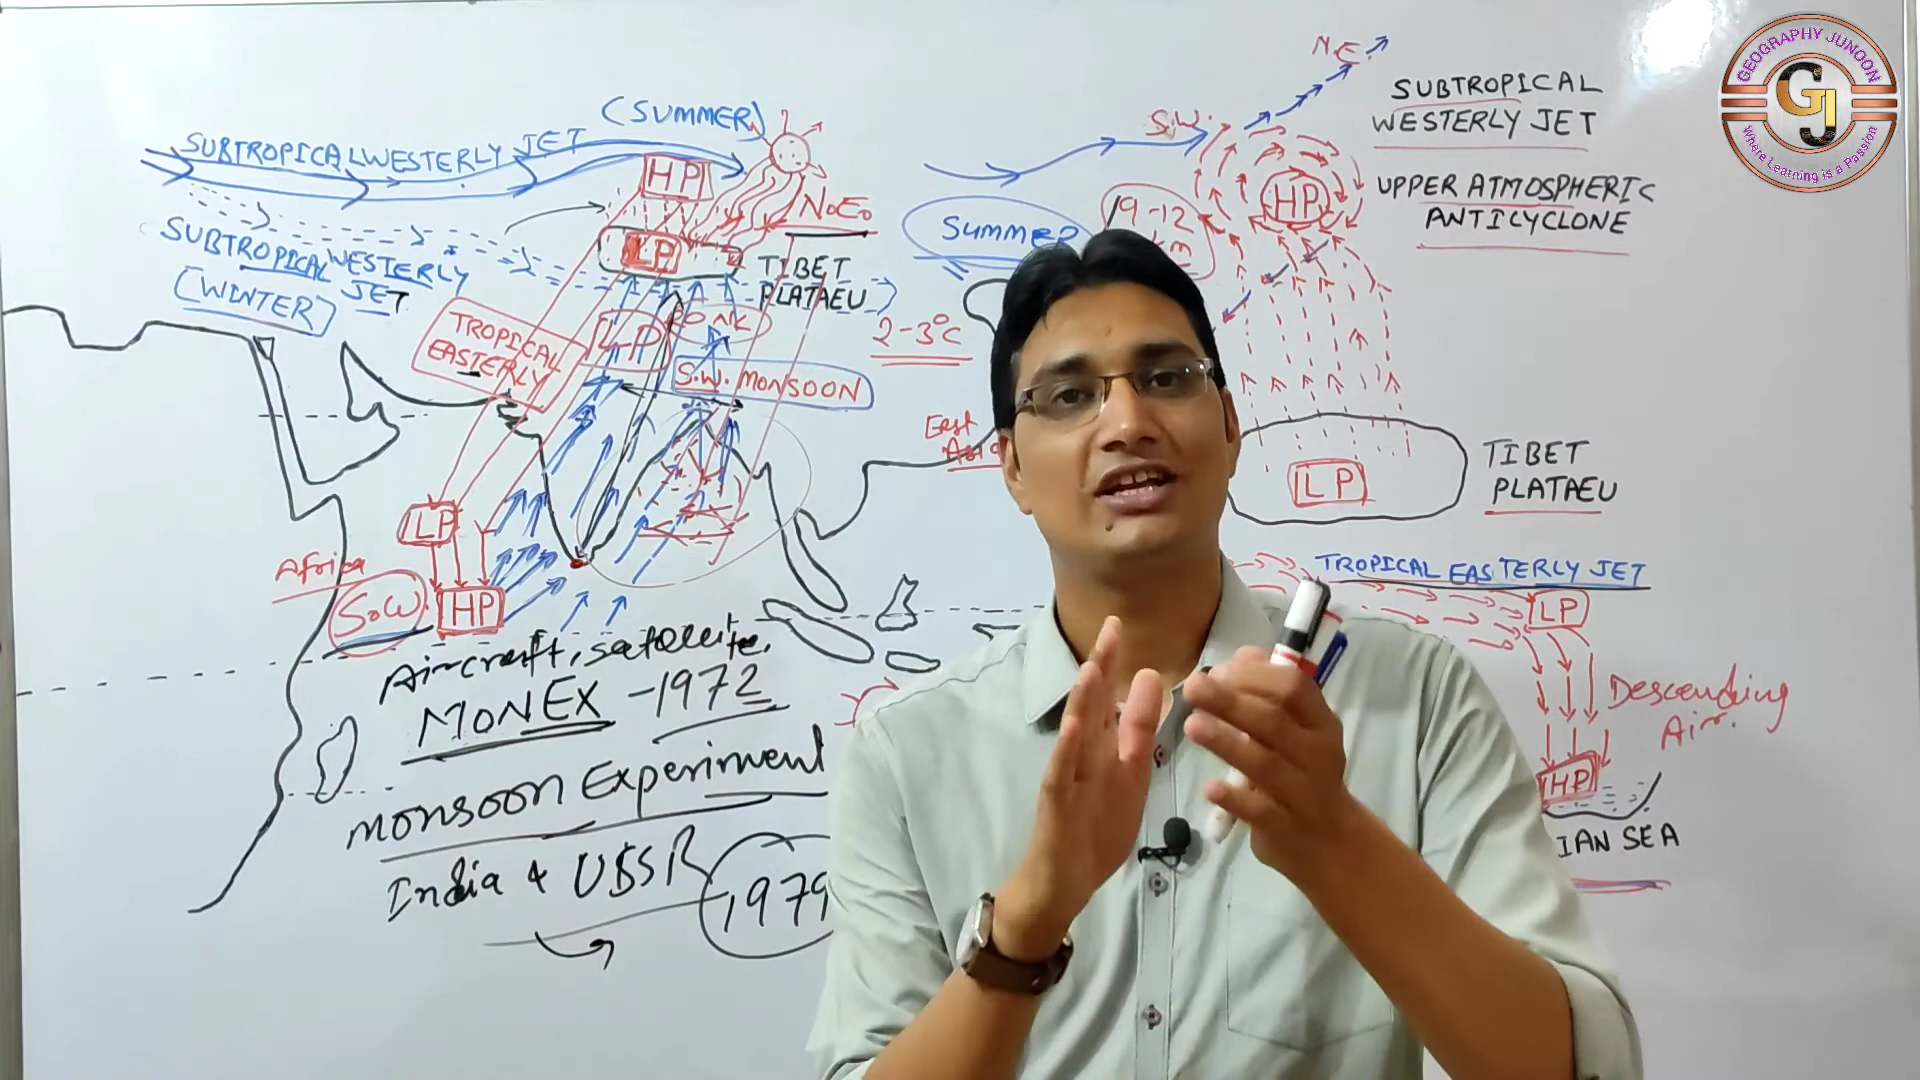 (SUMMER)
SUBTROPICAL WESTERLY JET
HP
N.E.
SUBTROPICAL WESTERLY
JET
(WINTER)
LP
TIBET
PLATAEU
TROPICAL
EASTERLY
LP
2-3°C
S.W. MONSOON
LP
Africa
S.W
HP
Aircraft, satellite.
MONEX -1972
Monsoon Experiment
India & USSR
1979
N.E
S.W.
SUBTROPICAL
WESTERLY JET
HP
UPPER ATMOSPHERIC
ANTICYCLONE
Summer
9-12
km
East
Asia
LP
TIBET
PLATAEU
TROPICAL EASTERLY JET
LP
Descending
Air.
HP
IAN SEA
GEOGRAPHY JUNOON
GJ
Where Learning is a Passion